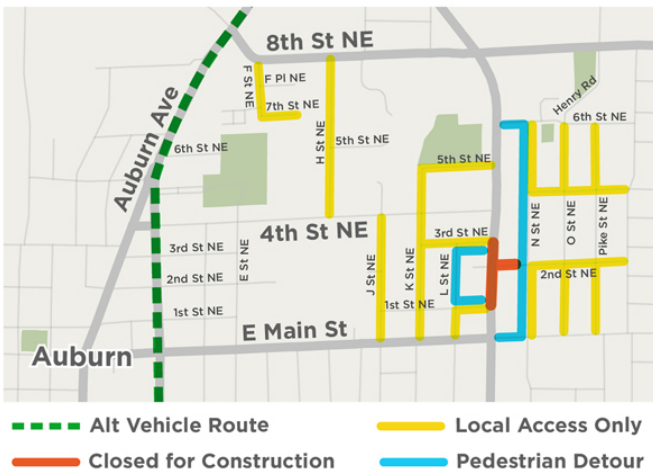 8th St NE
F St NE
F Pl NE
7th St NE
Henry Rd
6th St NE
Auburn Ave
6th St NE
H St NE
5th St NE
5th St NE
4th St NE
3rd St NE
N St NE
O St NE
Pike St NE
3rd St NE
E St NE
J St NE
K St NE
L St NE
2nd St NE
2nd St NE
1st St NE
1st St NE
E Main St
Auburn
Alt Vehicle Route
Local Access Only
Closed for Construction
Pedestrian Detour